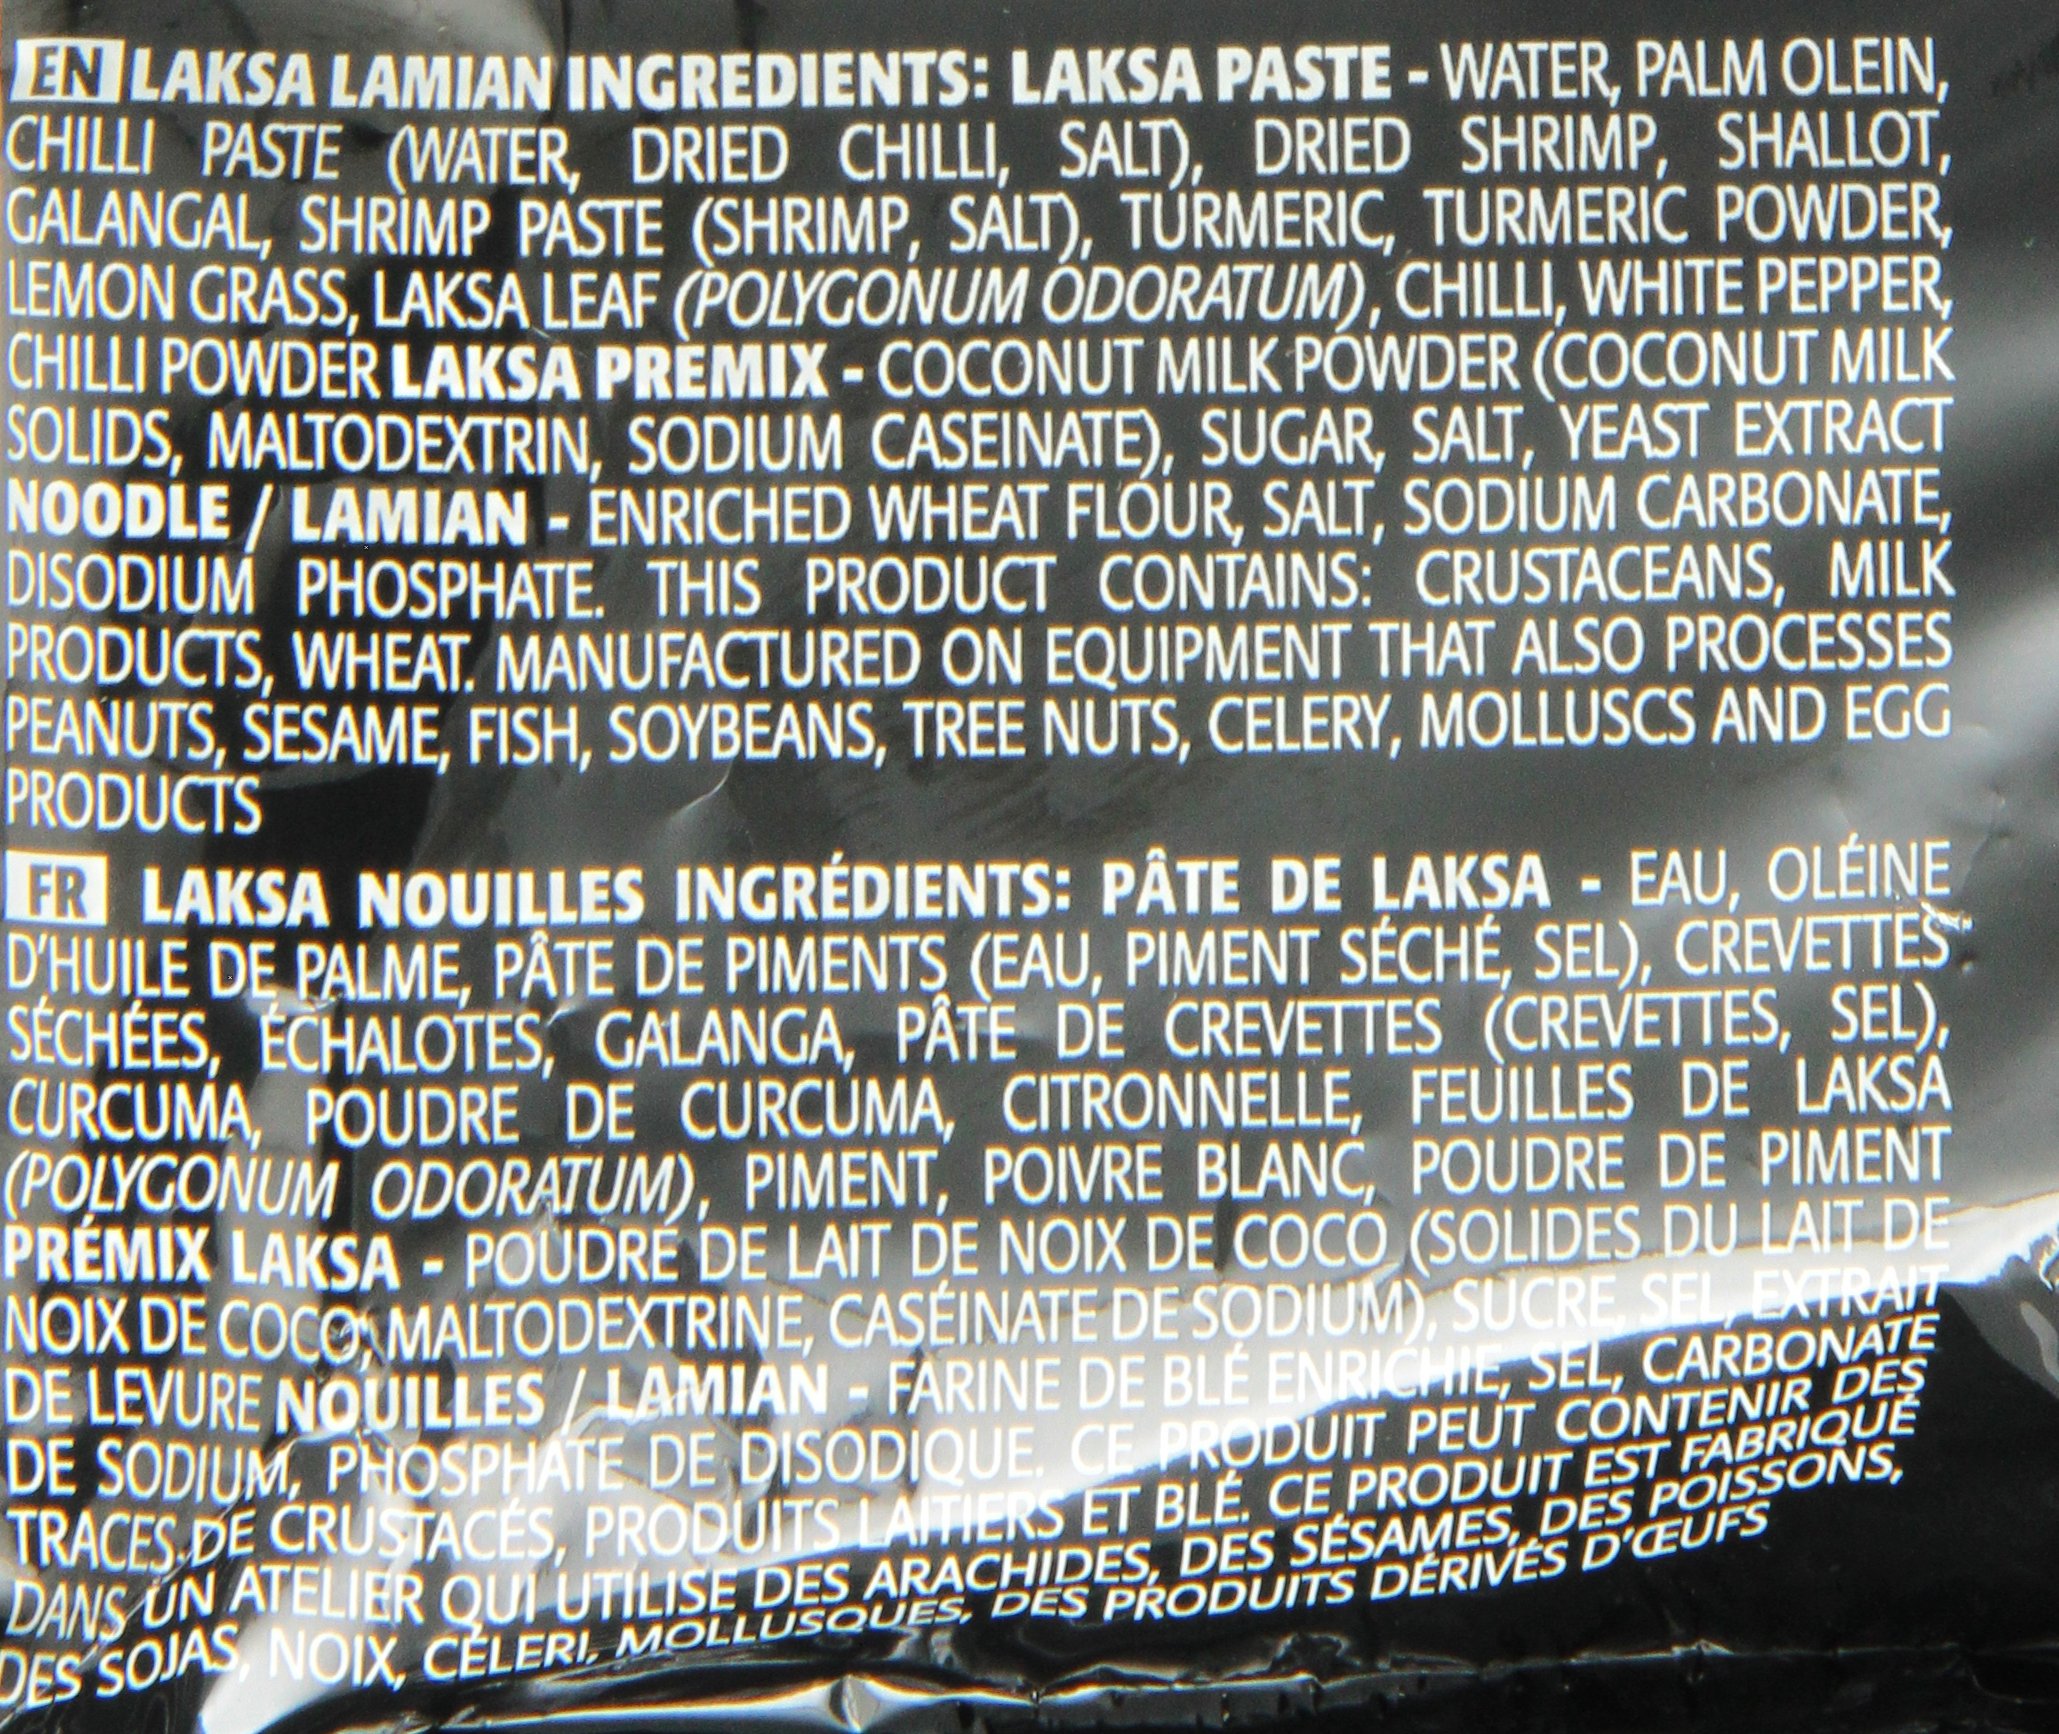 EN LAKSA LAMIAN INGREDIENTS: LAKSA PASTE - WATER, PALM OLEIN,
CHILLI PASTE (WATER, DRIED CHILLI, SALT), DRIED SHRIMP, SHALLOT,
GALANGAL, SHRIMP PASTE (SHRIMP, SALT), TURMERIC, TURMERIC POWDER,
LEMON GRASS, LAKSA LEAF (POLYGONUM ODORATUM), CHILLI, WHITE PEPPER,
CHILLI POWDER LAKSA PREMIX - COCONUT MILK POWDER (COCONUT MILK
SOLIDS, MALTODEXTRIN, SODIUM CASEINATE), SUGAR, SALT, YEAST EXTRACT
NOODLE / LAMIAN - ENRICHED WHEAT FLOUR, SALT, SODIUM CARBONATE,
DISODIUM PHOSPHATE. THIS PRODUCT CONTAINS: CRUSTACEANS, MILK
PRODUCTS, WHEAT. MANUFACTURED ON EQUIPMENT THAT ALSO PROCESSES
PEANUTS, SESAME, FISH, SOYBEANS, TREE NUTS, CELERY, MOLLUSCS AND EGG
PRODUCTS
FR LAKSA NOUILLES INGRÉDIENTS: PÂTE DE LAKSA - EAU, OLÉINE
D'HUILE DE PALME, PÂTE DE PIMENTS (EAU, PIMENT SÉCHÉ, SEL), CREVETTES
SÉCHÉES, ÉCHALOTES, GALANGA, PÂTE DE CREVETTES (CREVETTES, SEL),
CURCUMA, POUDRE DE CURCUMA, CITRONNELLE, FEUILLES DE LAKSA
(POLYGONUM ODORATUM), PIMENT, POIVRE BLANC, POUDRE DE PIMENT
PRÉMIX LAKSA - POUDRE DE LAIT DE NOIX DE COCO (SOLIDES DU LAIT DE
NOIX DE COCO, MALTODEXTRINE, CASÉINATE DE SODIUM), SUCRE, SEL, EXTRAIT
DE LEVURE NOUILLES / LAMIAN - FARINE DE BLÉ ENRICHIE, SEL, CARBONATE
DE SODIUM, PHOSPHATE DE DISODIQUE. CE PRODUIT PEUT CONTENIR DES
TRACES DE CRUSTACÉS, PRODUITS LAITIERS ET BLÉ. CE PRODUIT EST FABRIQUÉ
DANS UN ATELIER QUI UTILISE DES ARACHIDES, DES SÉSAMES, DES POISSONS,
DES SOJAS, NOIX, CÉLERI, MOLLUSQUES, DES PRODUITS DÉRIVÉS D'ŒUFS